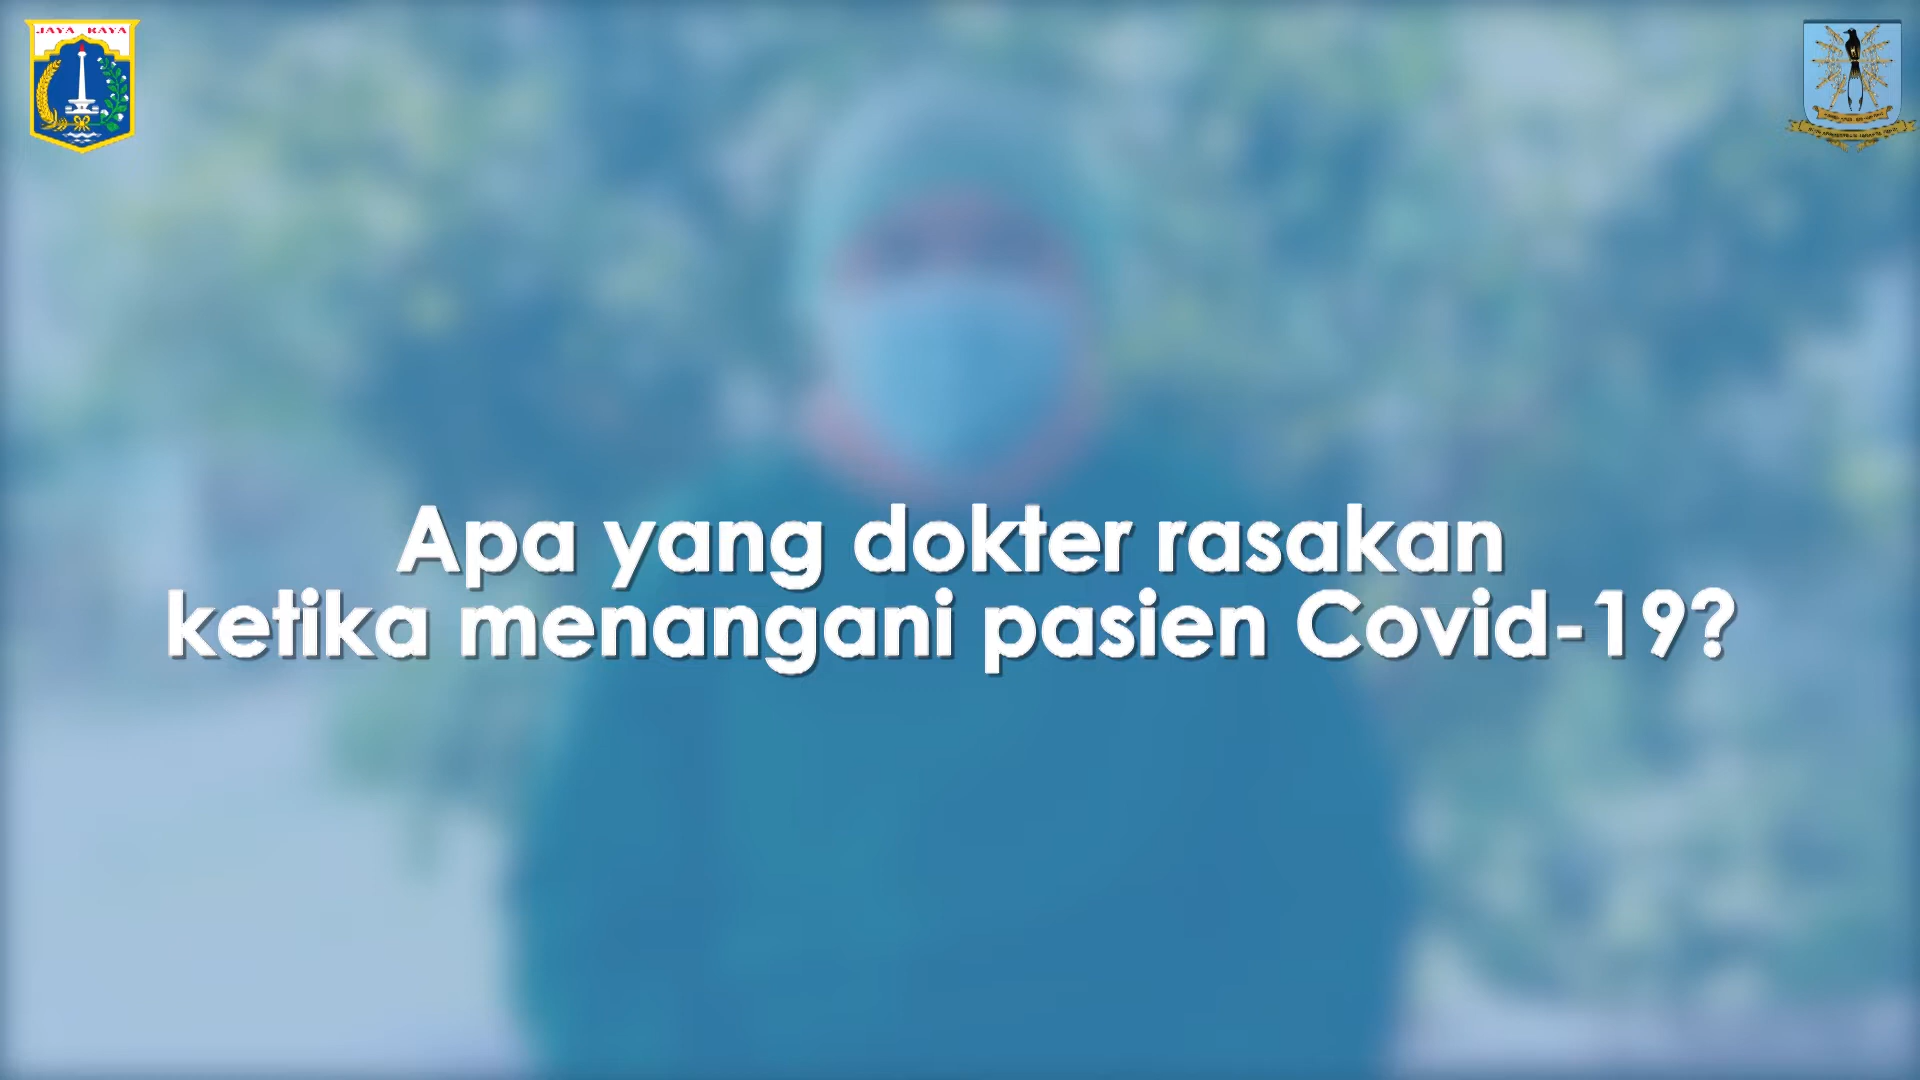 JAYA RAYA
Apa yang dokter rasakan
ketika menangani pasien Covid-19?